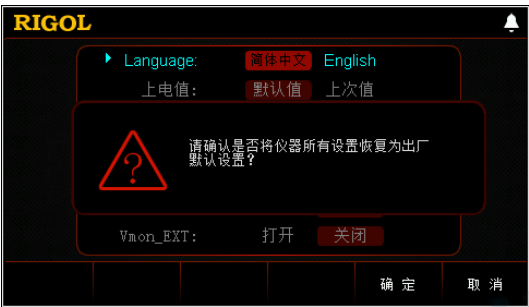 RIGOL
Language: 简体中文 English
上电值: 默认值 上次值
请确认是否将仪器所有设置恢复为出厂
默认设置?
Vmon_EXT: 打开 关闭
确定 取消